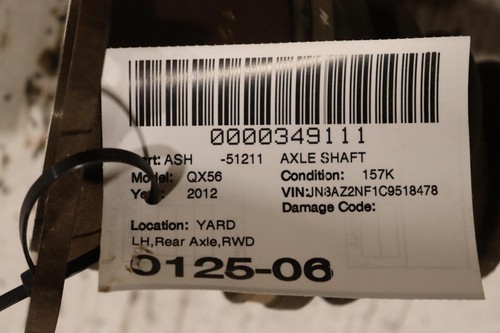 0000349111
Part: ASH -51211 AXLE SHAFT
Model: QX56 Condition: 157K
Year: 2012 VIN:JN8AZ2NF1C9518478
Damage Code:
Location: YARD
LH,Rear Axle,RWD
0125-06